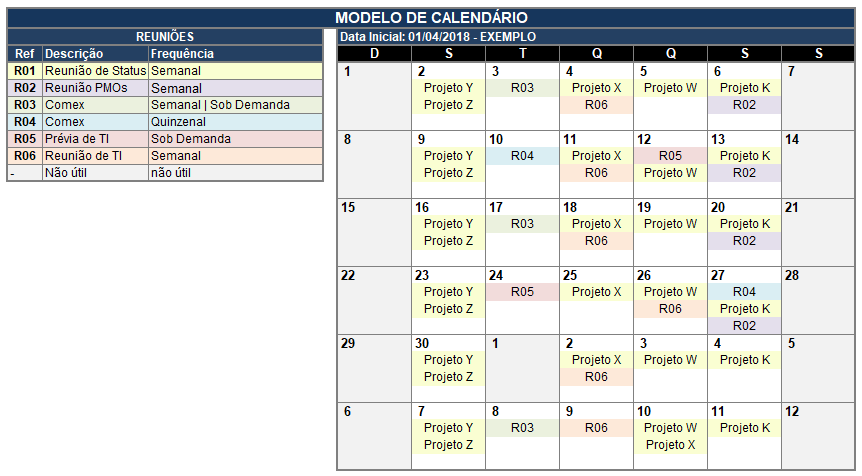 MODELO DE CALENDÁRIO
REUNIÕES
Ref Descrição Frequência
R01 Reunião de Status Semanal
R02 Reunião PMOs Semanal
R03 Comex Semanal | Sob Demanda
R04 Comex Quinzenal
R05 Prévia de TI Sob Demanda
R06 Reunião de TI Semanal
- Não útil não útil
Data Inicial: 01/04/2018 - EXEMPLO
D S T Q Q S S
1 2 3 4 5 6 7
Projeto Y R03 Projeto X Projeto W Projeto K
Projeto Z R06 R02
8 9 10 11 12 13 14
Projeto Y R04 Projeto X R05 Projeto K
Projeto Z R06 Projeto W R02
15 16 17 18 19 20 21
Projeto Y R03 Projeto X Projeto W Projeto K
Projeto Z R06 R02
22 23 24 25 26 27 28
Projeto Y R05 Projeto X Projeto W R04
Projeto Z R06 Projeto K
R02
29 30 1 2 3 4 5
Projeto Y Projeto X Projeto W Projeto K
Projeto Z R06
6 7 8 9 10 11 12
Projeto Y R03 R06 Projeto W Projeto K
Projeto Z Projeto X